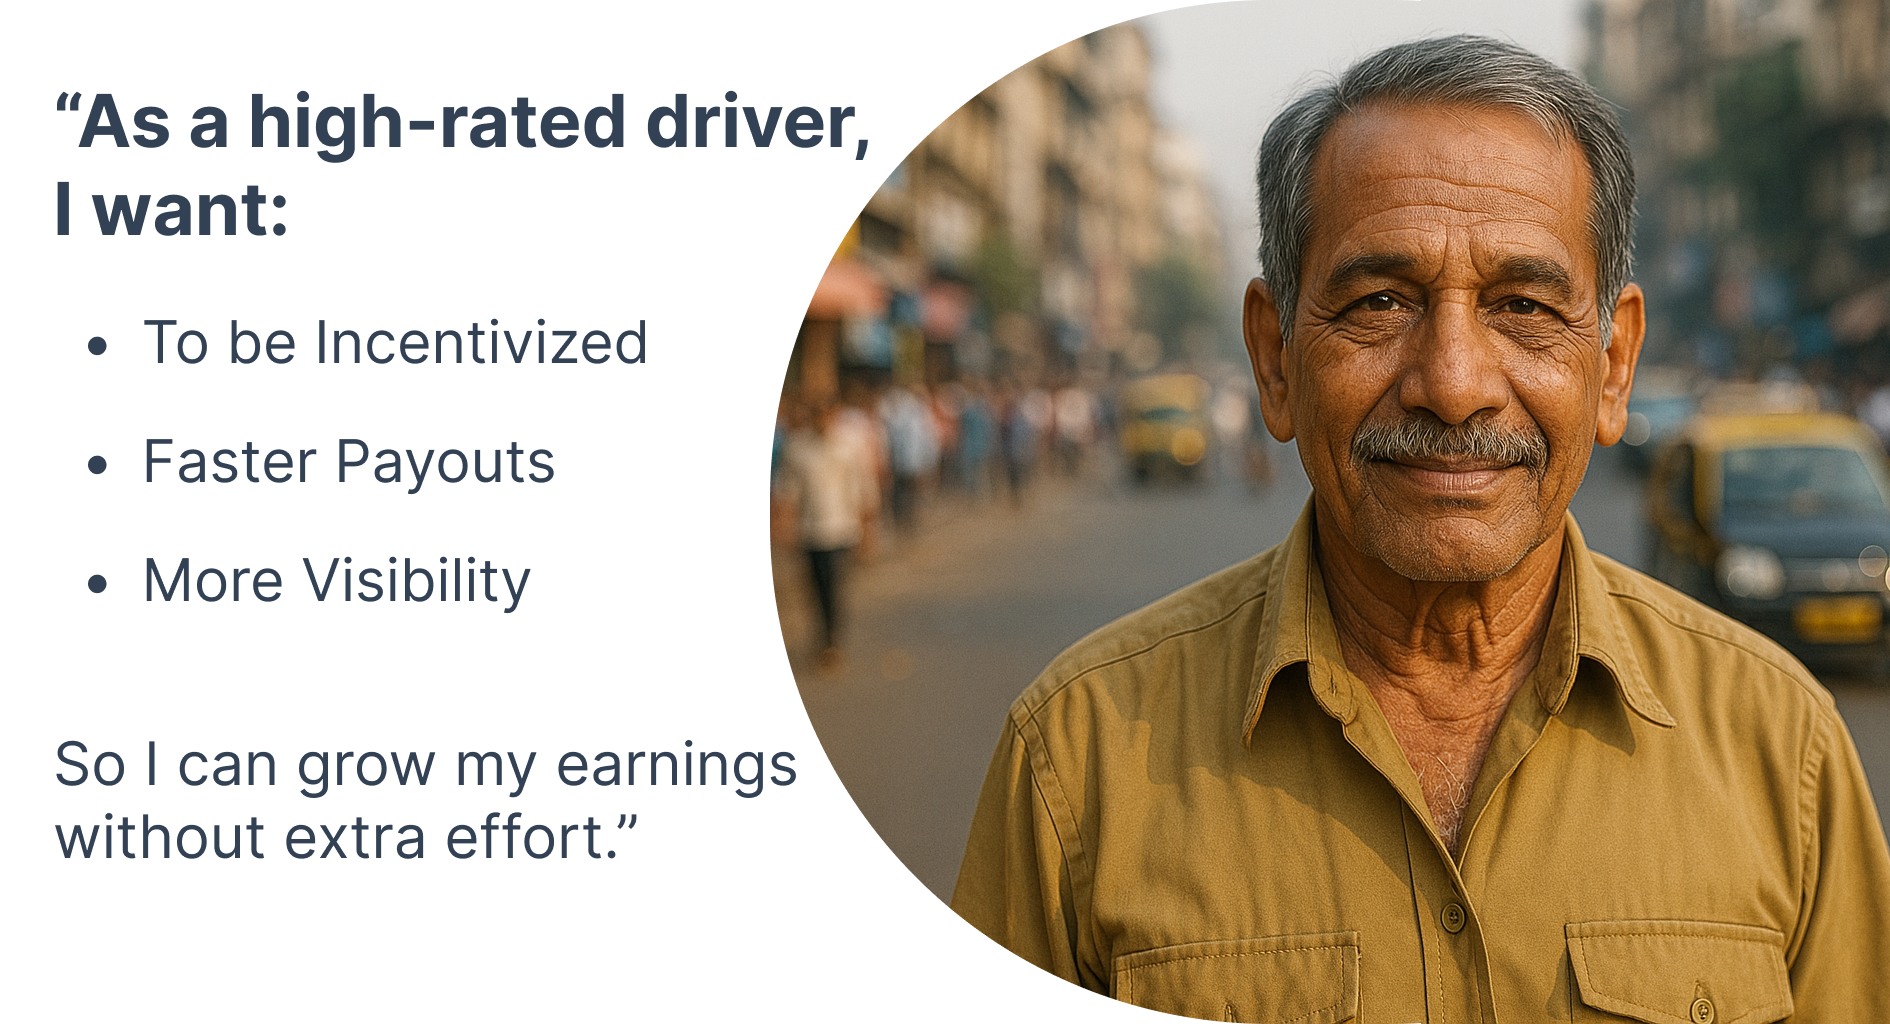 “As a high-rated driver,
I want:
• To be Incentivized
• Faster Payouts
• More Visibility
So I can grow my earnings
without extra effort.”